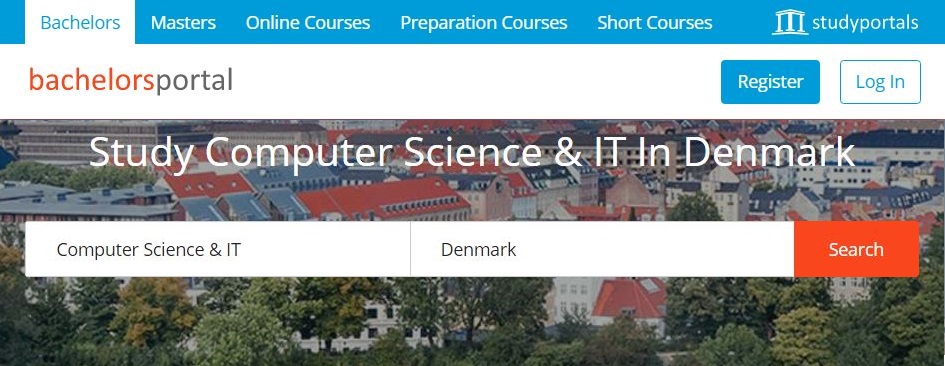 Bachelors Masters Online Courses Preparation Courses Short Courses studyportals
bachelorsportal Register Log In
Study Computer Science & IT In Denmark
Computer Science & IT Denmark Search